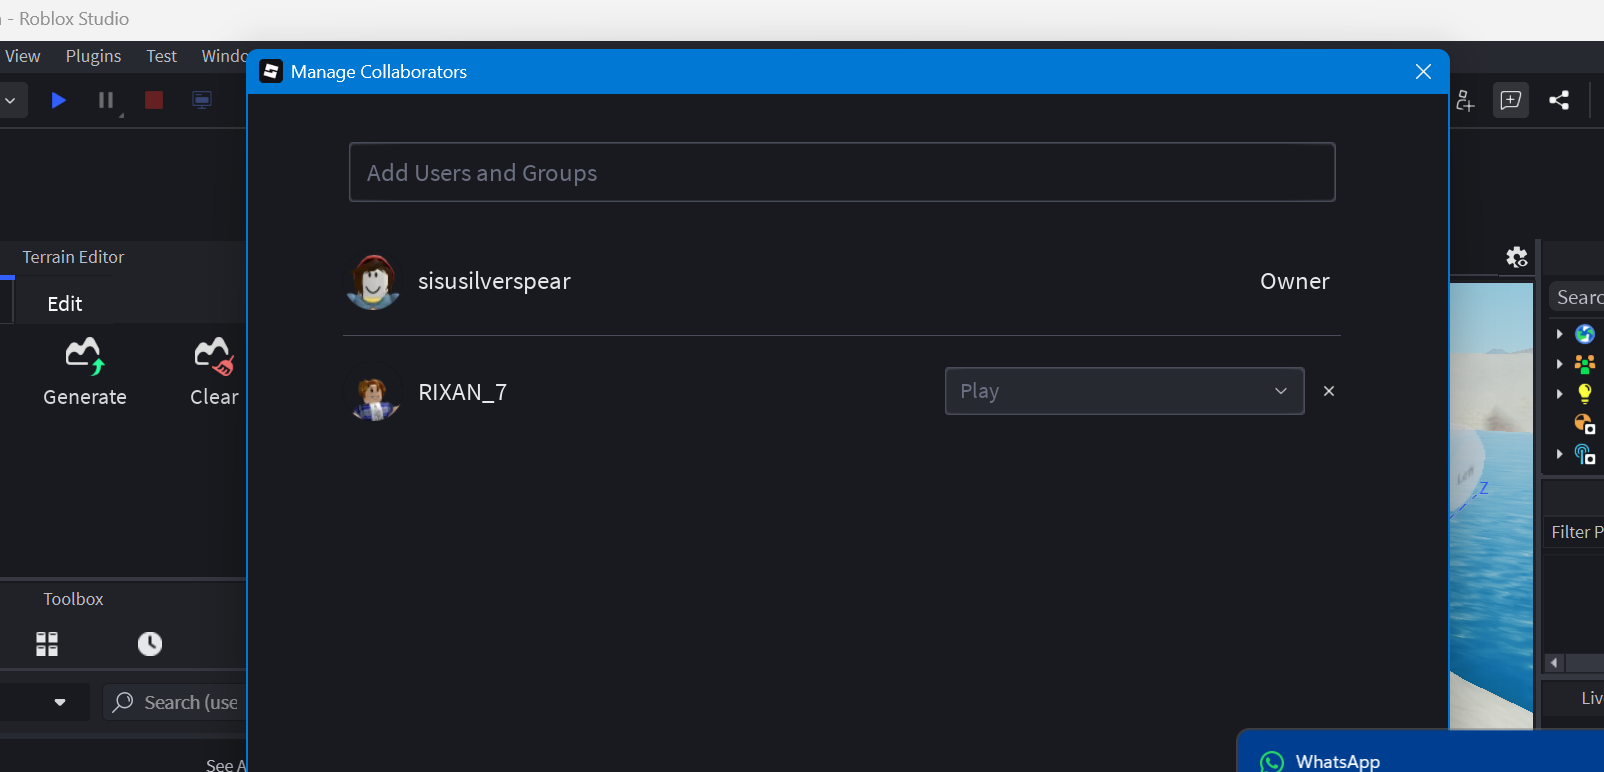 - Roblox Studio
View Plugins Test Windo
Manage Collaborators
Add Users and Groups
Terrain Editor
sisusilverspear Owner
Edit
Searc
RIXAN_7 Play
Generate Clear
Z
Filter P
Toolbox
Search (use
Liv
See A
WhatsApp